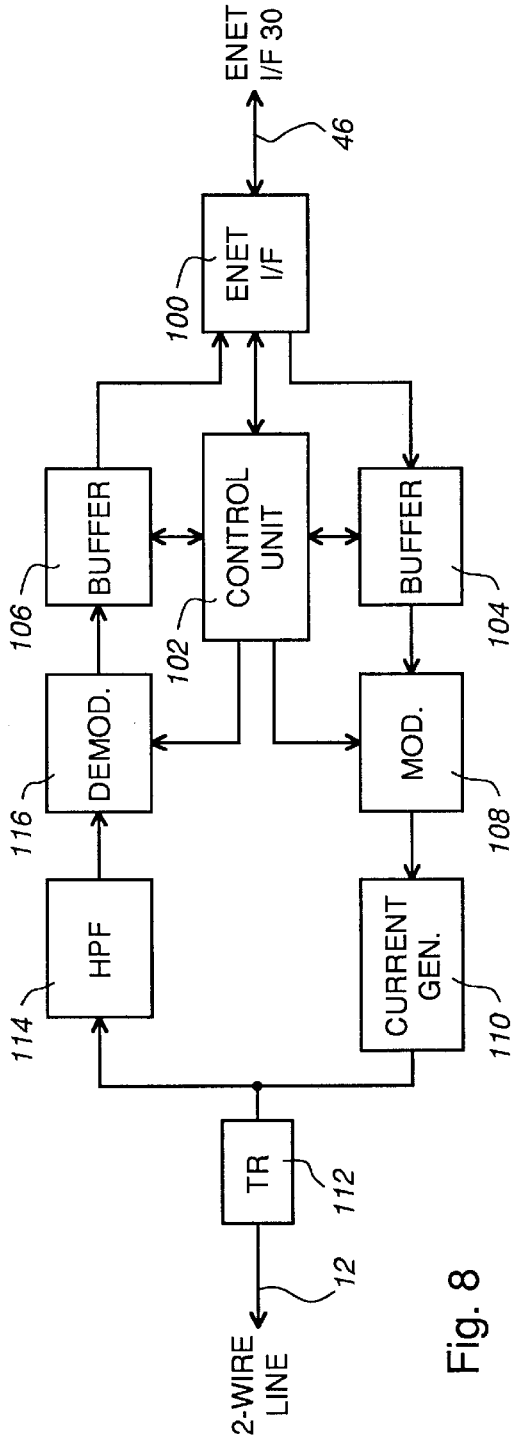 106
BUFFER
116
DEMOD.
114
HPF
100
ENET
I/F
ENET
I/F 30
46
102
CONTROL
UNIT
TR
112
12
2-WIRE
LINE
BUFFER
104
MOD.
108
CURRENT
GEN.
110
Fig. 8